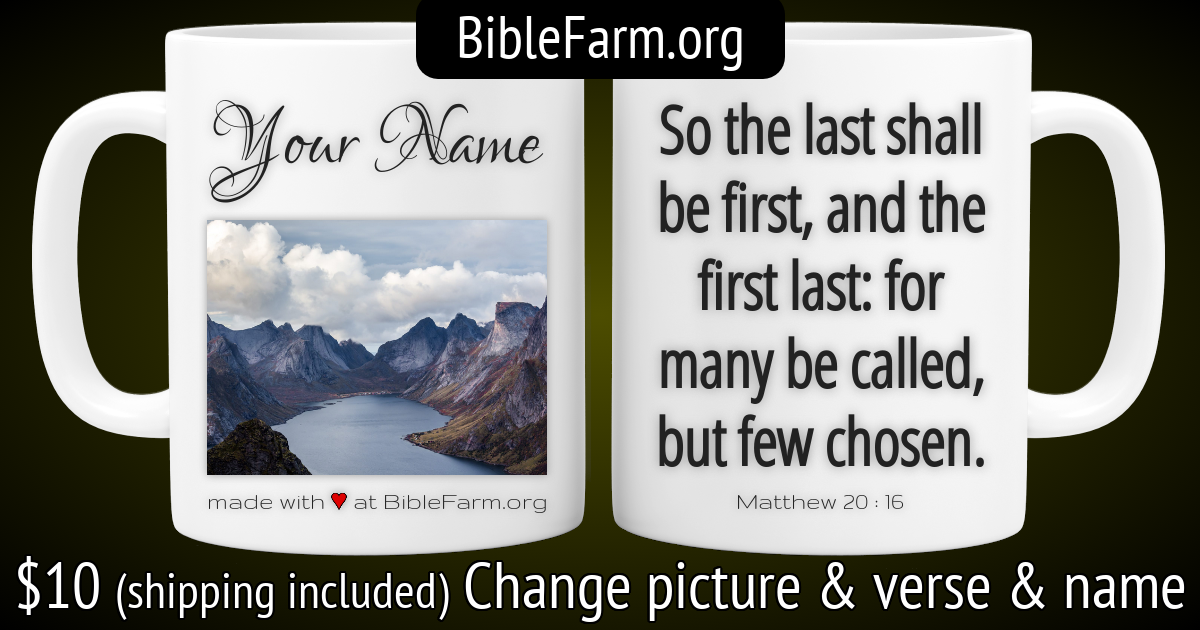 BibleFarm.org
Your Name
made with ♥ at BibleFarm.org
So the last shall
be first, and the
first last: for
many be called,
but few chosen.
Matthew 20 : 16
$10 (shipping included) Change picture & verse & name